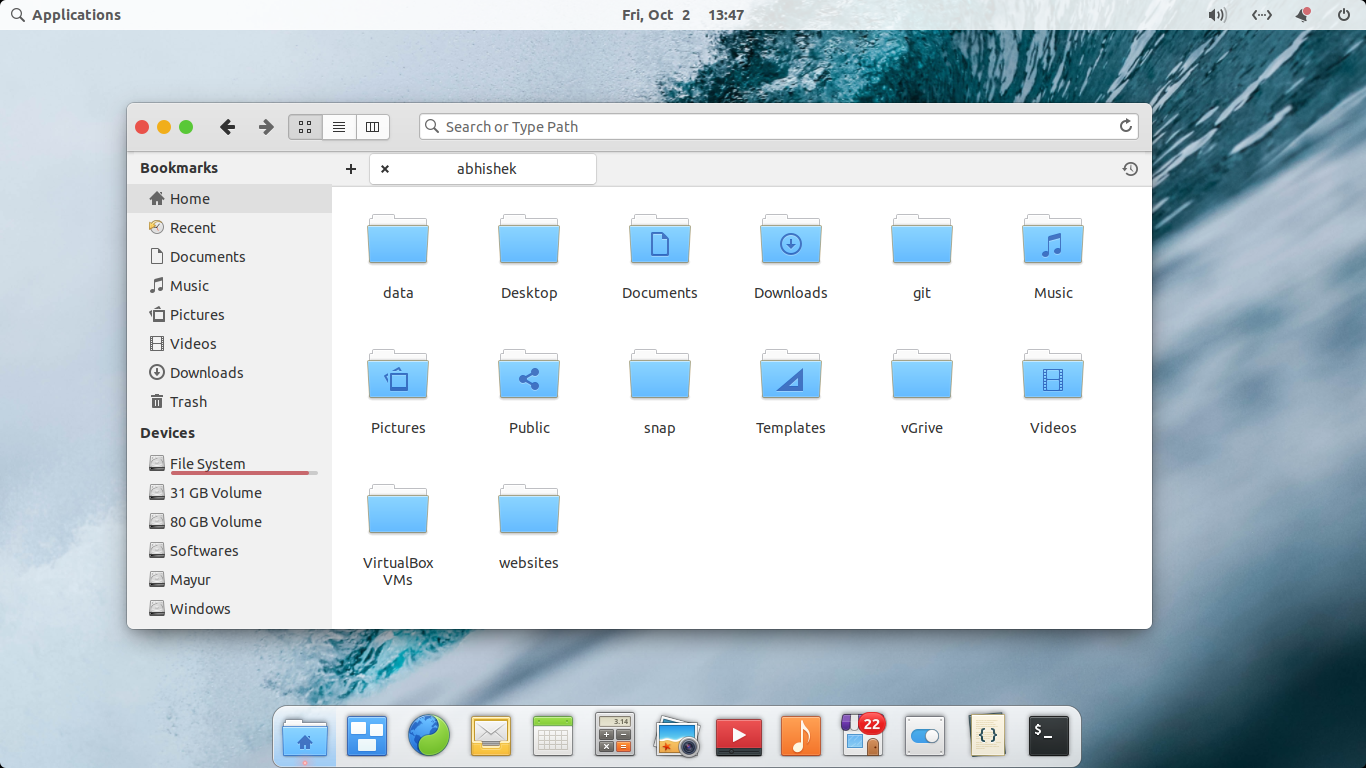 Applications
Fri, Oct 2 13:47
Search or Type Path
Bookmarks
abhishek
Home
Recent
Documents
Music
Pictures
Videos
Downloads
Trash
Devices
File System
31 GB Volume
80 GB Volume
Softwares
Mayur
Windows
data
Desktop
Documents
Downloads
git
Music
Pictures
Public
snap
Templates
vGrive
Videos
VirtualBox
VMs
websites
3.14
22
{}
$_